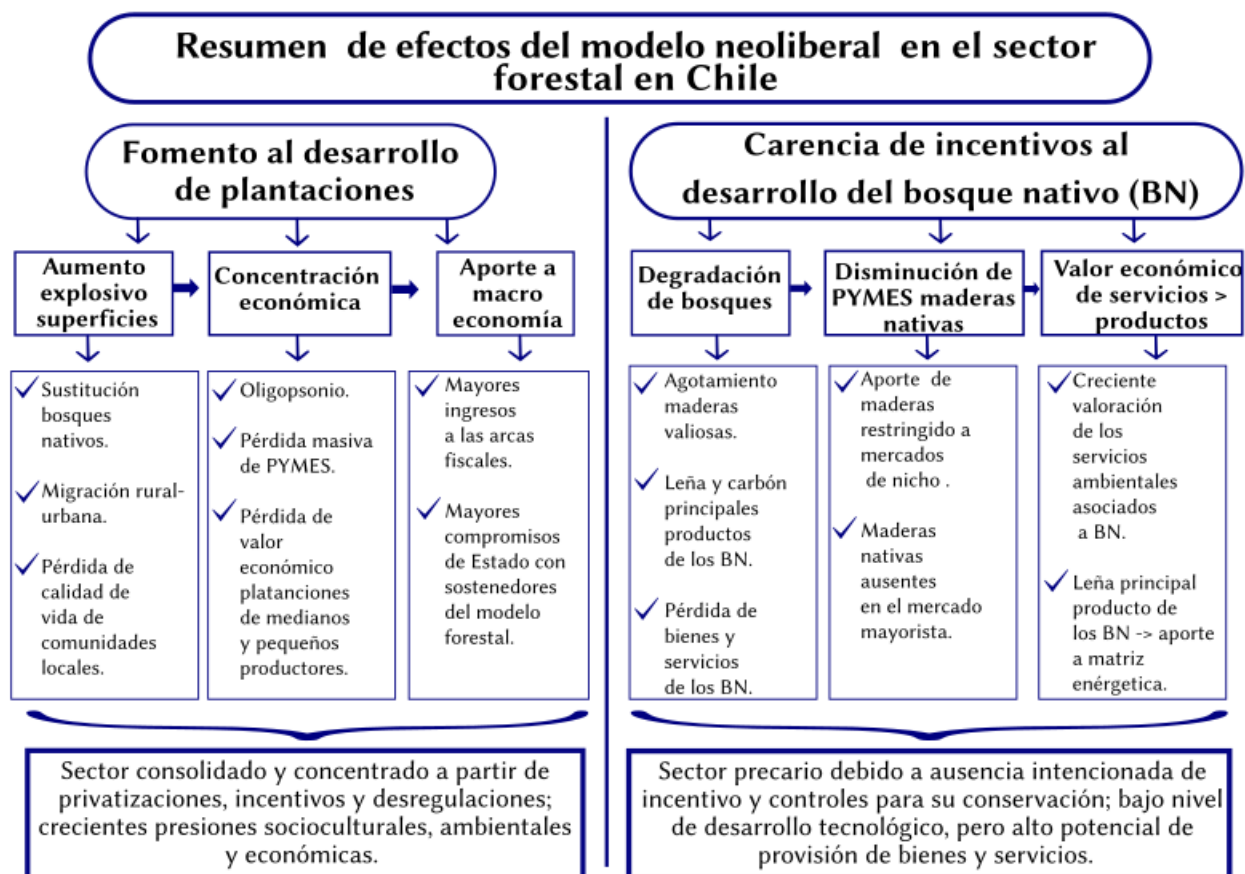 Resumen de efectos del modelo neoliberal en el sector
forestal en Chile
Fomento al desarrollo
de plantaciones
Aumento
explosivo
superficies
Concentración
económica
Aporte a
macro
economía
Sustitución
bosques
nativos.
Migración rural-
urbana.
Pérdida de
calidad de
vida de
comunidades
locales.
Oligopsonio.
Pérdida masiva
de PYMES.
Pérdida de
valor
económico
platanciones
de medianos
y pequeños
productores.
Mayores
ingresos
a las arcas
fiscales.
Mayores
compromisos
de Estado con
sostenedores
del modelo
forestal.
Sector consolidado y concentrado a partir de
privatizaciones, incentivos y desregulaciones;
crecientes presiones socioculturales, ambientales
y económicas.
Carencia de incentivos al
desarrollo del bosque nativo (BN)
Degradación
de bosques
Disminución de
PYMES maderas
nativas
Valor económico
de servicios >
productos
Agotamiento
maderas
valiosas.
Leña y carbón
principales
productos
de los BN.
Pérdida de
bienes y
servicios
de los BN.
Aporte de
maderas
restringido a
mercados
de nicho .
Maderas
nativas
ausentes
en el mercado
mayorista.
Creciente
valoración
de los
servicios
ambientales
asociados
a BN.
Leña principal
producto de
los BN -> aporte
a matriz
enérgetica.
Sector precario debido a ausencia intencionada de
incentivo y controles para su conservación; bajo nivel
de desarrollo tecnológico, pero alto potencial de
provisión de bienes y servicios.